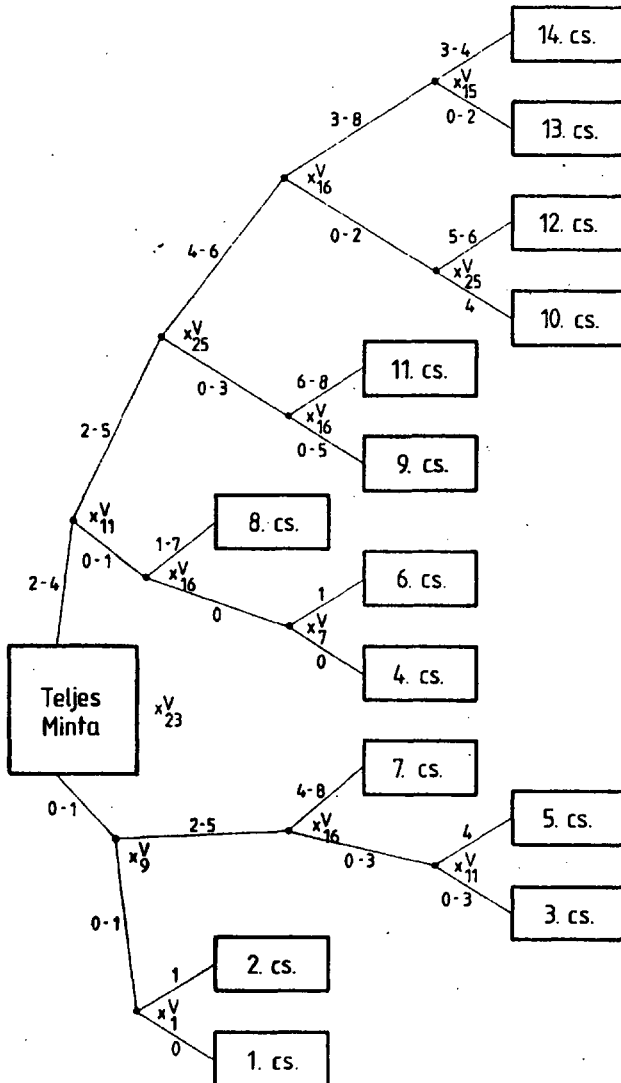 14. cs.
3-4
x^V_15
3-8
0-2
13. cs.
x^V_16
12. cs.
5-6
0-2
4-6
x^V_25
4
10. cs.
x^V_25
11. cs.
6-8
0-3
x^V_16
2-5
0-5
9. cs.
8. cs.
x^V_11
1-7
0-1
x^V_16
6. cs.
2-4
1
0
x^V_7
0
4. cs.
Teljes
Minta
x^V_23
7. cs.
4-8
0-1
5. cs.
2-5
x^V_16
4
x^V_9
0-3
x^V_11
0-3
3. cs.
0-1
2. cs.
1
x^V_1
0
1. cs.